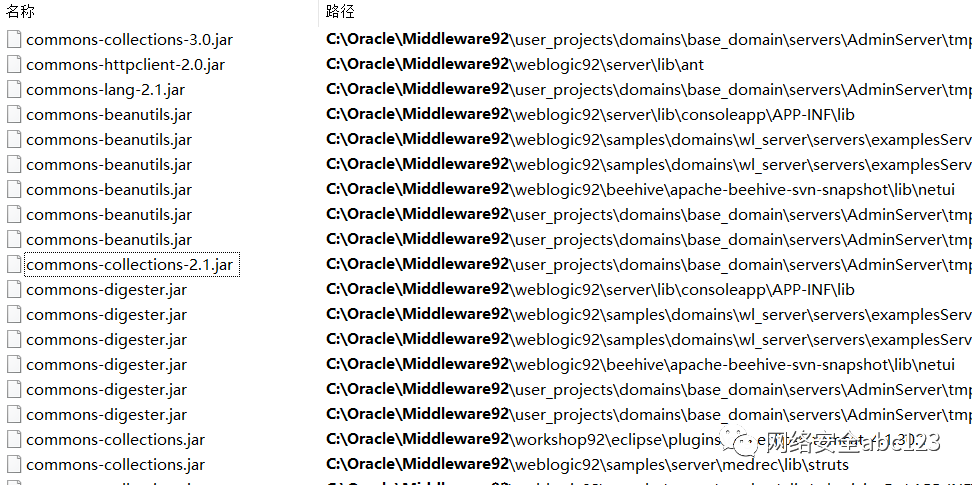 名称 路径
commons-collections-3.0.jar C:\Oracle\Middleware92\user_projects\domains\base_domain\servers\AdminServer\tmp
commons-httpclient-2.0.jar C:\Oracle\Middleware92\weblogic92\server\lib\ant
commons-lang-2.1.jar C:\Oracle\Middleware92\user_projects\domains\base_domain\servers\AdminServer\tmp
commons-beanutils.jar C:\Oracle\Middleware92\weblogic92\server\lib\consoleapp\APP-INF\lib
commons-beanutils.jar C:\Oracle\Middleware92\weblogic92\samples\domains\wl_server\servers\examplesServ
commons-beanutils.jar C:\Oracle\Middleware92\weblogic92\samples\domains\wl_server\servers\examplesServ
commons-beanutils.jar C:\Oracle\Middleware92\weblogic92\beehive\apache-beehive-svn-snapshot\lib\netui
commons-beanutils.jar C:\Oracle\Middleware92\user_projects\domains\base_domain\servers\AdminServer\tmp
commons-beanutils.jar C:\Oracle\Middleware92\user_projects\domains\base_domain\servers\AdminServer\tmp
commons-collections-2.1.jar C:\Oracle\Middleware92\user_projects\domains\base_domain\servers\AdminServer\tmp
commons-digester.jar C:\Oracle\Middleware92\weblogic92\server\lib\consoleapp\APP-INF\lib
commons-digester.jar C:\Oracle\Middleware92\weblogic92\samples\domains\wl_server\servers\examplesServ
commons-digester.jar C:\Oracle\Middleware92\weblogic92\samples\domains\wl_server\servers\examplesServ
commons-digester.jar C:\Oracle\Middleware92\weblogic92\beehive\apache-beehive-svn-snapshot\lib\netui
commons-digester.jar C:\Oracle\Middleware92\user_projects\domains\base_domain\servers\AdminServer\tmp
commons-digester.jar C:\Oracle\Middleware92\user_projects\domains\base_domain\servers\AdminServer\tmp
commons-collections.jar C:\Oracle\Middleware92\workshop92\eclipse\plugins
网络安全abc123
commons-collections.jar C:\Oracle\Middleware92\weblogic92\samples\server\medrec\lib\struts